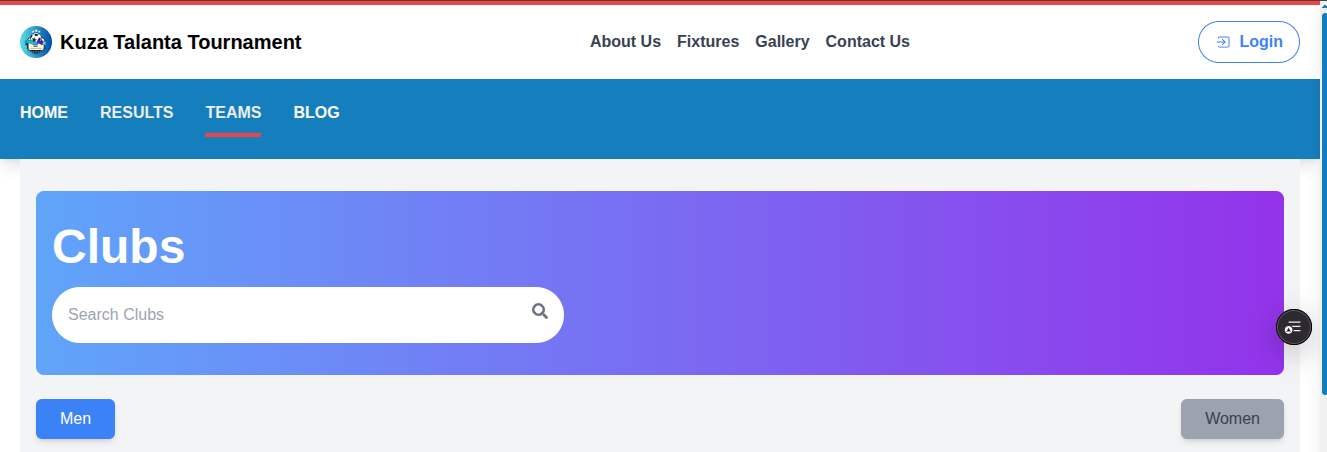 Kuza Talanta Tournament About Us Fixtures Gallery Contact Us Login
HOME RESULTS TEAMS BLOG
Clubs
Search Clubs
Men Women